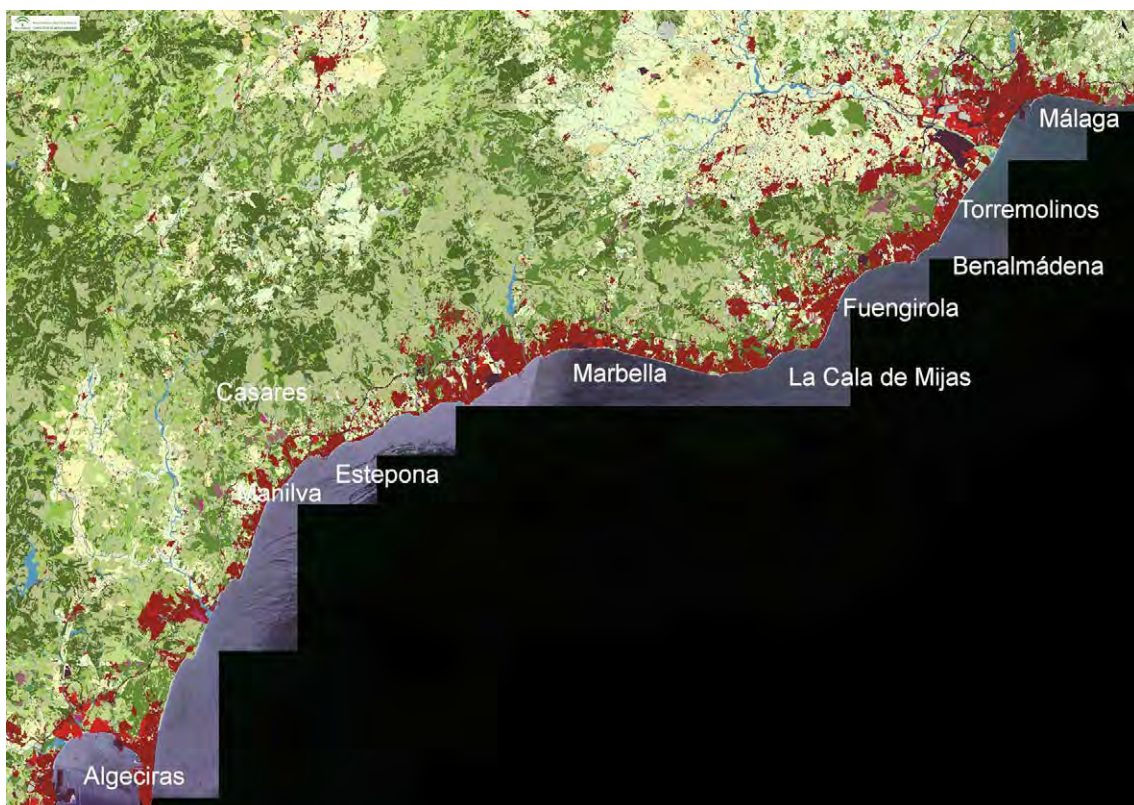 Málaga
Torremolinos
Benalmádena
Fuengirola
La Cala de Mijas
Marbella
Casares
Estepona
Manilva
Algeciras